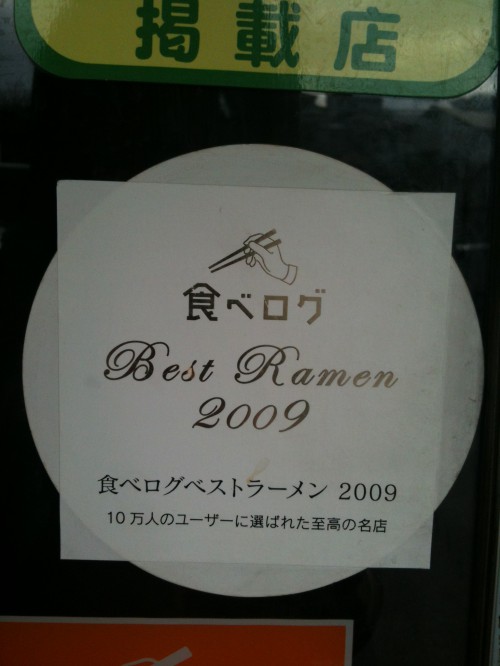 掲載店
食べログ
Best Ramen
2009
食べログベストラーメン 2009
10万人のユーザーに選ばれた至高の名店